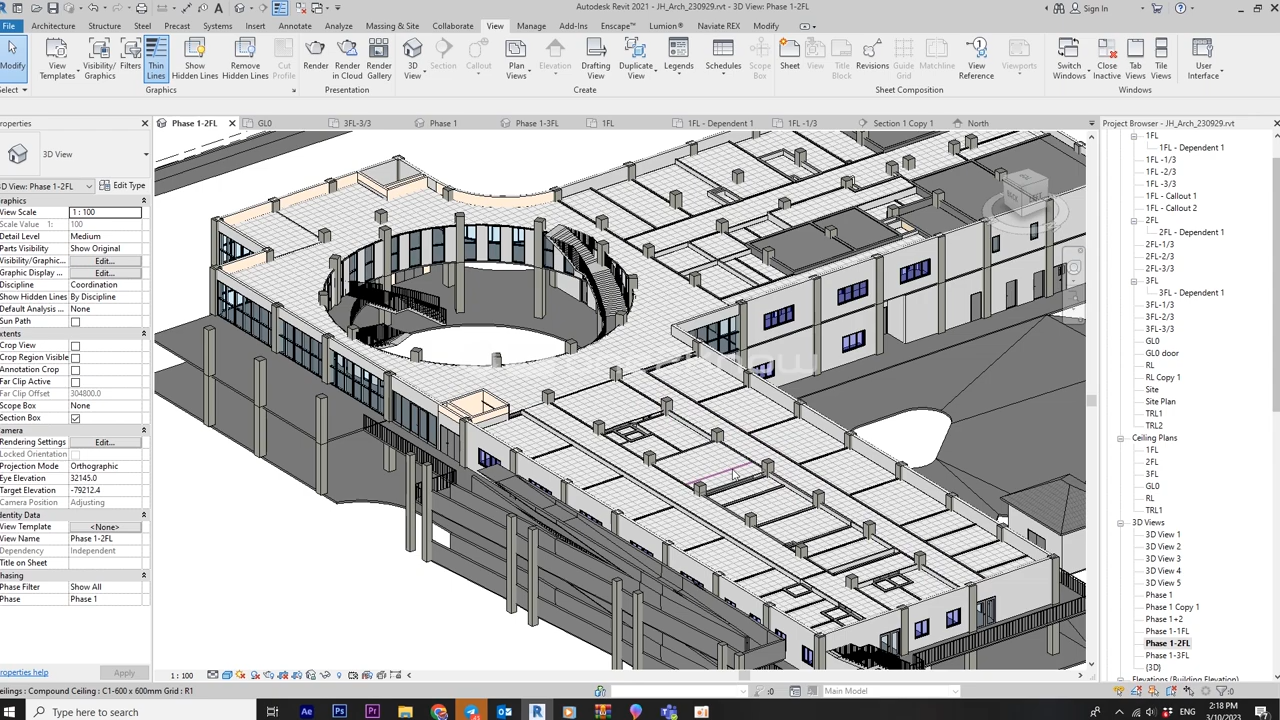 Autodesk Revit 2021 - JH_Arch_230929.rvt - 3D View: Phase 1-2FL
Sign In
File
Architecture
Structure
Steel
Precast
Systems
Insert
Annotate
Analyze
Massing & Site
Collaborate
View
Manage
Add-Ins
Enscape™
Lumion®
Naviate REX
Modify
Modify
View
Templates
Visibility/
Graphics
Filters
Thin
Lines
Show
Hidden Lines
Remove
Hidden Lines
Cut
Profile
Render
Render
in Cloud
Render
Gallery
3D
View
Section
Callout
Plan
Views
Elevation
Drafting
View
Duplicate
View
Legends
Schedules
Scope
Box
Sheet
View
Title
Block
Revisions
Guide
Grid
Matchline
View
Reference
Viewports
Switch
Windows
Close
Inactive
Tab
Views
Tile
Views
User
Interface
Select
Graphics
Presentation
Create
Sheet Composition
Windows
Phase 1-2FL
GL0
3FL-3/3
Phase 1
Phase 1-3FL
1FL
1FL - Dependent 1
1FL -1/3
Section 1 Copy 1
North
roperties
3D View
3D View: Phase 1-2FL
Edit Type
Graphics
View Scale 1 : 100
Scale Value 1: 100
Detail Level Medium
Parts Visibility Show Original
Visibility/Graphic... Edit...
Graphic Display ... Edit...
Discipline Coordination
Show Hidden Lines By Discipline
Default Analysis ... None
Sun Path
xtents
Crop View
Crop Region Visible
Annotation Crop
Far Clip Active
Far Clip Offset 304800.0
Scope Box None
Section Box
Camera
Rendering Settings Edit...
Locked Orientation
Projection Mode Orthographic
Eye Elevation 32145.0
Target Elevation -79212.4
Camera Position Adjusting
Identity Data
View Template <None>
View Name Phase 1-2FL
Dependency Independent
Title on Sheet
hasing
Phase Filter Show All
Phase Phase 1
roperties help
Apply
Project Browser - JH_Arch_230929.rvt
1FL
1FL - Dependent 1
1FL -1/3
1FL -2/3
1FL -3/3
1FL - Callout 1
1FL - Callout 2
2FL
2FL - Dependent 1
2FL-1/3
2FL-2/3
2FL-3/3
3FL
3FL - Dependent 1
3FL-1/3
3FL-2/3
3FL-3/3
GL0
GL0 door
RL
RL Copy 1
Site
Site Plan
TRL1
TRL2
Ceiling Plans
1FL
2FL
3FL
GL0
RL
TRL1
3D Views
3D View 1
3D View 2
3D View 3
3D View 4
3D View 5
Phase 1
Phase 1 Copy 1
Phase 1+2
Phase 1-1FL
Phase 1-2FL
Phase 1-3FL
{3D}
Elevations (Building Elevation)
1 : 100
eilings : Compound Ceiling : C1-600 x 600mm Grid : R1
:0
Main Model
:0
Type here to search
Ae
Ps
Pr
R
2:18 PM
3/10/2023